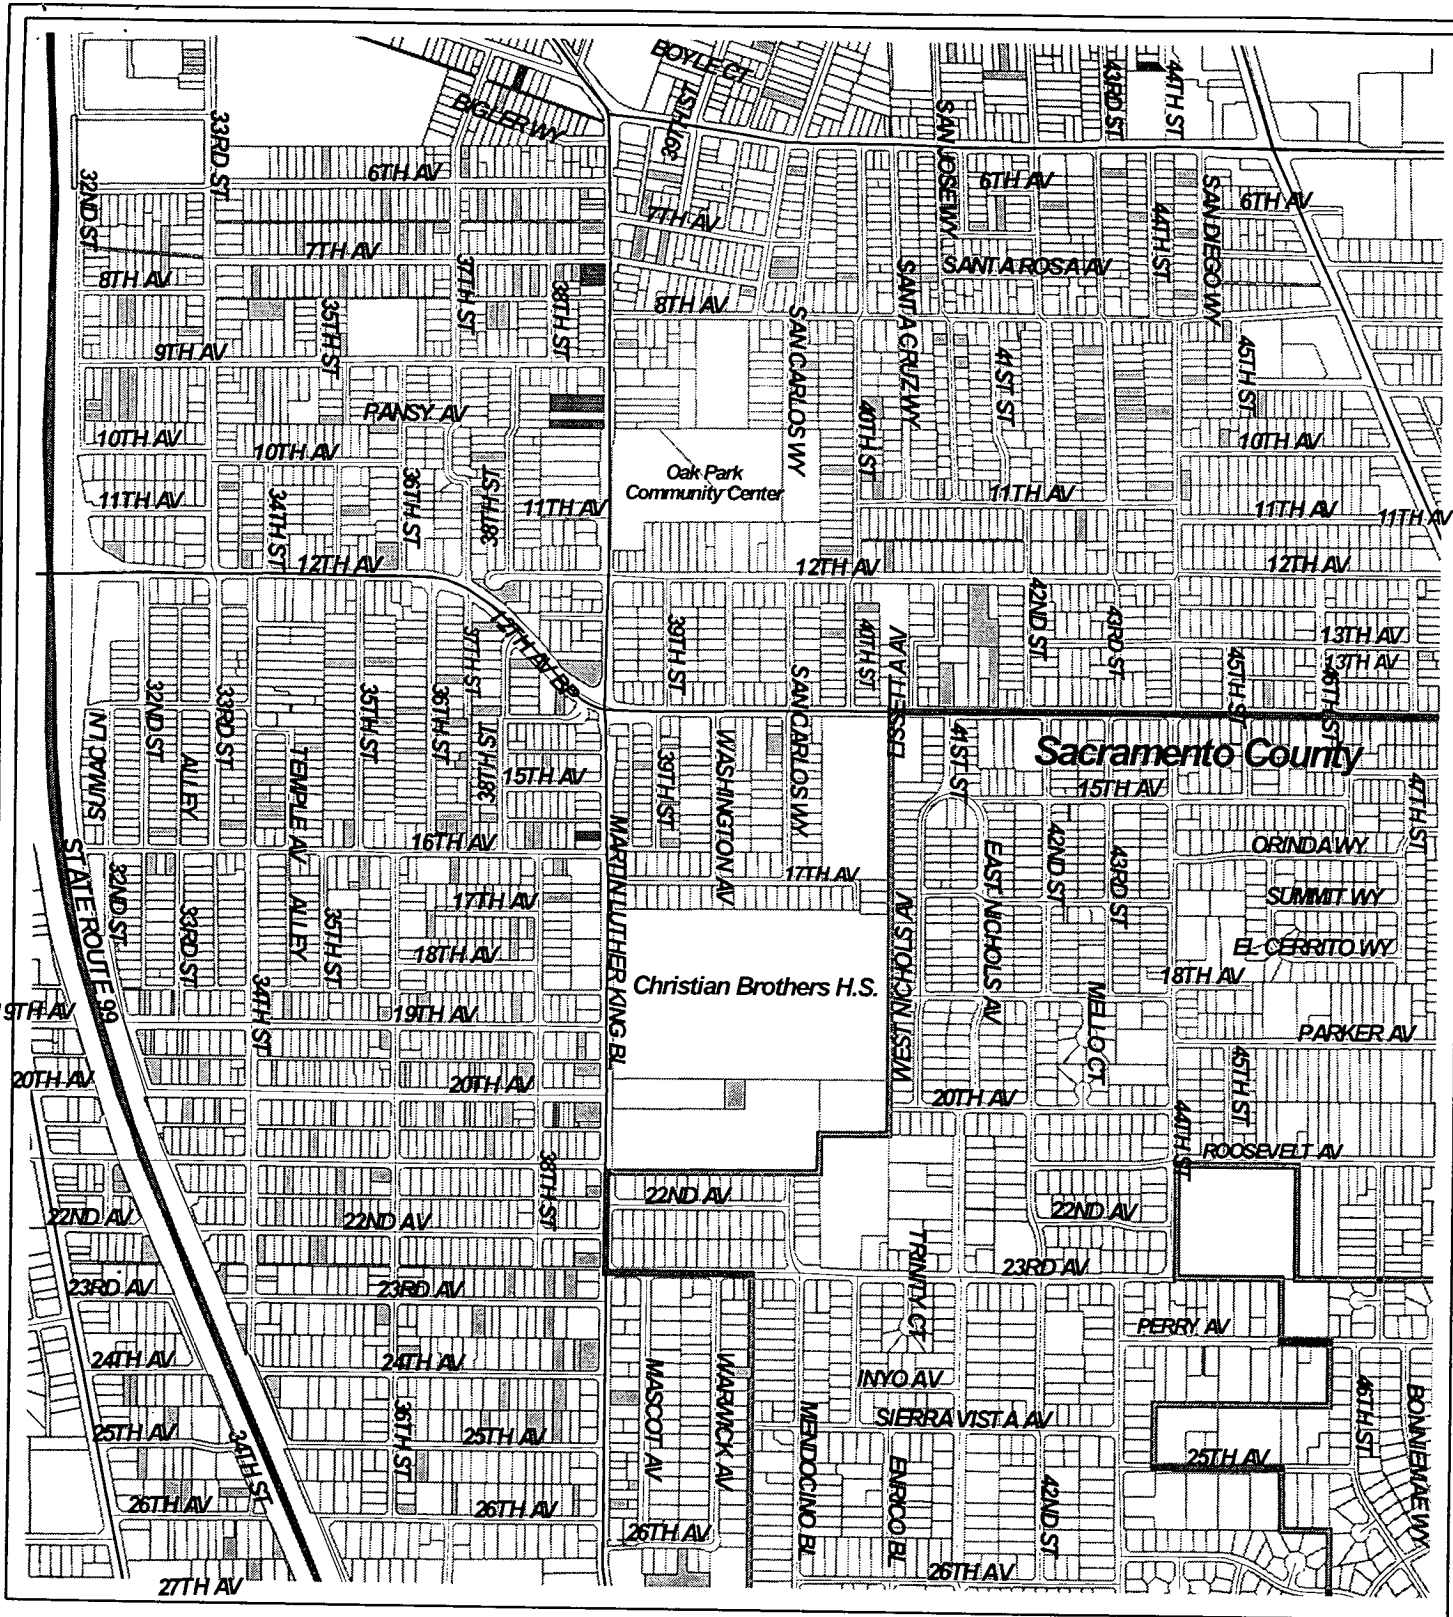 BOYLE CT
39TH ST
BIGLER WY
43RD ST
44TH ST
33RD ST
SAN JOSE WY
6TH AV
6TH AV
6TH AV
32ND ST
SAN DIEGO WY
44TH ST
7TH AV
7TH AV
8TH AV
37TH ST
38TH ST
SANTA ROSA AV
SANTA CRUZ WY
8TH AV
35TH ST
SAN CARLOS WY
9TH AV
41ST ST
45TH ST
PANSY AV
40TH ST
10TH AV
10TH AV
10TH AV
Oak Park
Community Center
36TH ST
38TH ST
11TH AV
34TH ST
11TH AV
11TH AV
11TH AV
11TH AV
12TH AV
12TH AV
12TH AV
12TH AV BP
37TH ST
39TH ST
40TH ST
42ND ST
43RD ST
13TH AV
13TH AV
45TH ST
46TH ST
LISSETTA AV
SAN CARLOS WY
SUNCAL LN
32ND ST
33RD ST
ALLEY
35TH ST
36TH ST
38TH ST
TEMPLE AV
15TH AV
39TH ST
WASHINGTON AV
41ST ST
Sacramento County
15TH AV
47TH ST
16TH AV
MARTIN LUTHER KING BL
STATE ROUTE 99
ORINDA WY
EAST NICHOLS AV
42ND ST
43RD ST
17TH AV
17TH AV
SUMMIT WY
32ND ST
33RD ST
ALLEY
35TH ST
WEST NICHOLS AV
EL CERRITO WY
18TH AV
18TH AV
Christian Brothers H.S.
34TH ST
MELLO CT
19TH AV
19TH AV
PARKER AV
20TH AV
20TH AV
20TH AV
45TH ST
44TH ST
ROOSEVELT AV
38TH ST
22ND AV
22ND AV
22ND AV
22ND AV
TRINITY CT
23RD AV
23RD AV
23RD AV
PERRY AV
24TH AV
24TH AV
MASCOT AV
WARWICK AV
INYO AV
46TH ST
BONNIEMAE WY
36TH ST
MENDOCINO BL
SIERRA VISTA AV
25TH AV
25TH AV
25TH AV
34TH ST
ENRICO BL
42ND ST
26TH AV
26TH AV
26TH AV
26TH AV
27TH AV